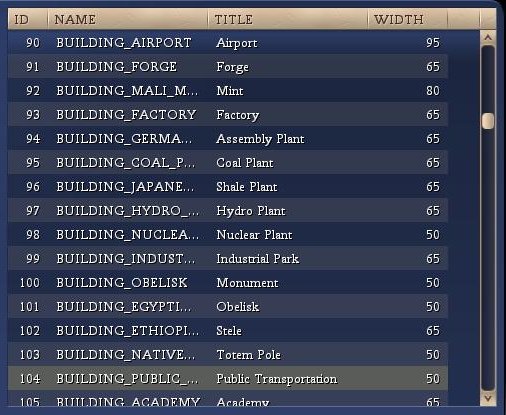 ID NAME TITLE WIDTH
90 BUILDING_AIRPORT Airport 95
91 BUILDING_FORGE Forge 65
92 BUILDING_MALI_M... Mint 80
93 BUILDING_FACTORY Factory 65
94 BUILDING_GERMA... Assembly Plant 65
95 BUILDING_COAL_P... Coal Plant 65
96 BUILDING_JAPANE... Shale Plant 65
97 BUILDING_HYDRO_... Hydro Plant 65
98 BUILDING_NUCLEA... Nuclear Plant 50
99 BUILDING_INDUST... Industrial Park 65
100 BUILDING_OBELISK Monument 50
101 BUILDING_EGYPTI... Obelisk 50
102 BUILDING_ETHIOPI... Stele 65
103 BUILDING_NATIVE... Totem Pole 50
104 BUILDING_PUBLIC_... Public Transportation 50
105 BUILDING_ACADEMY Academy 65